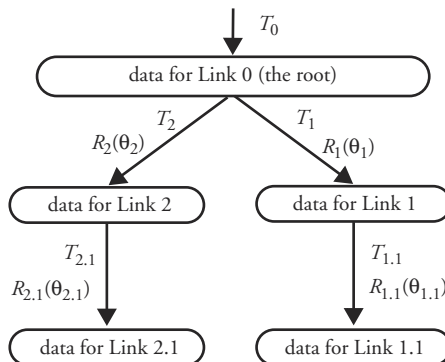 T₀
data for Link 0 (the root)
T₂ T₁
R₂(θ₂) R₁(θ₁)
data for Link 2 data for Link 1
T₂.₁ T₁.₁
R₂.₁(θ₂.₁) R₁.₁(θ₁.₁)
data for Link 2.1 data for Link 1.1